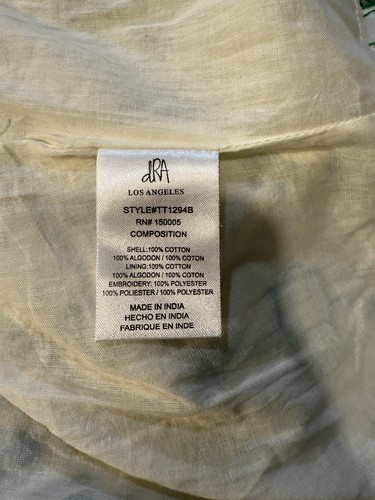 dRA
LOS ANGELES
STYLE#TT1294B
RN# 150005
COMPOSITION
SHELL:100% COTTON
100% ALGODON / 100% COTON
LINING:100% COTTON
100% ALGODON / 100% COTON
EMBROIDERY: 100% POLYESTER
100% POLIESTER / 100% POLYESTER
MADE IN INDIA
HECHO EN INDIA
FABRIQUE EN INDE